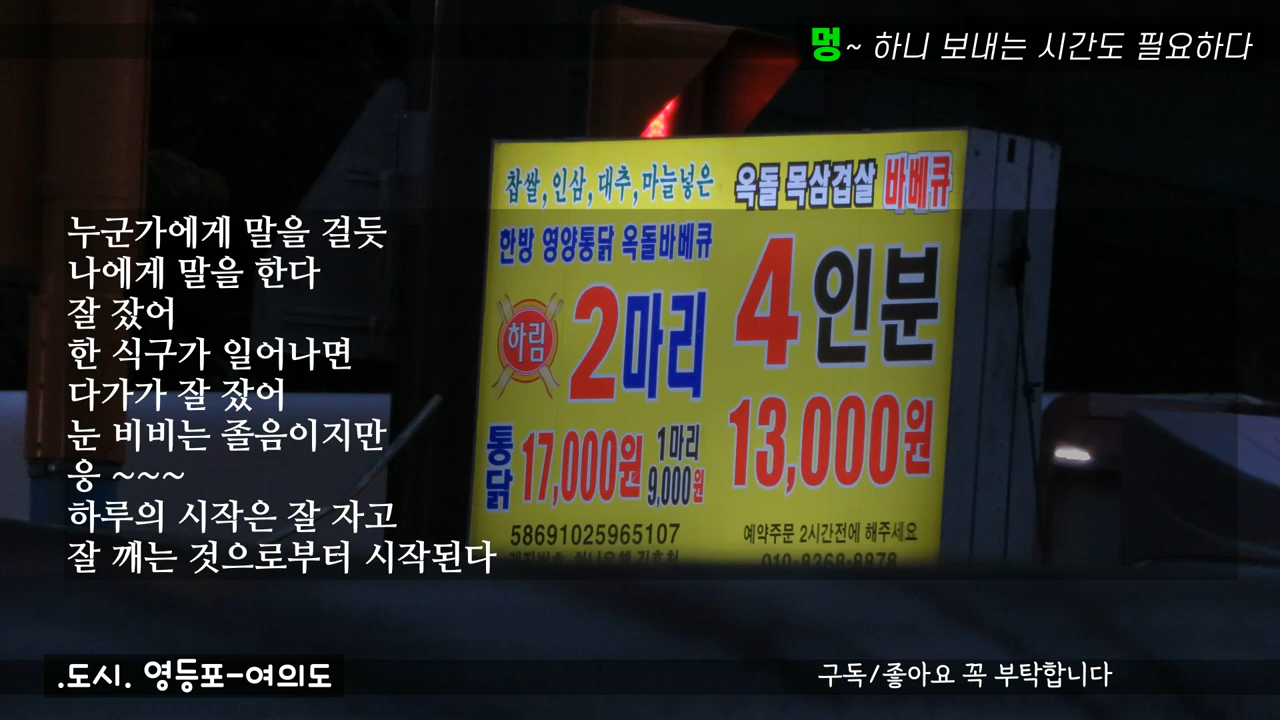 멍~ 하니 보내는 시간도 필요하다
누군가에게 말을 걸듯
나에게 말을 한다
잘 잤어
한 식구가 일어나면
다가가 잘 잤어
눈 비비는 졸음이지만
응 ~~~
하루의 시작은 잘 자고
잘 깨는 것으로부터 시작된다
찹쌀, 인삼, 대추, 마늘넣은
한방 영양통닭 옥돌바베큐
하림
2마리
통닭 17,000원
1마리
9,000원
58691025965107
옥돌 목삼겹살 바베큐
4인분
13,000원
예약주문 2시간전에 해주세요
010-8368-8878
.도시. 영등포-여의도
구독/좋아요 꼭 부탁합니다